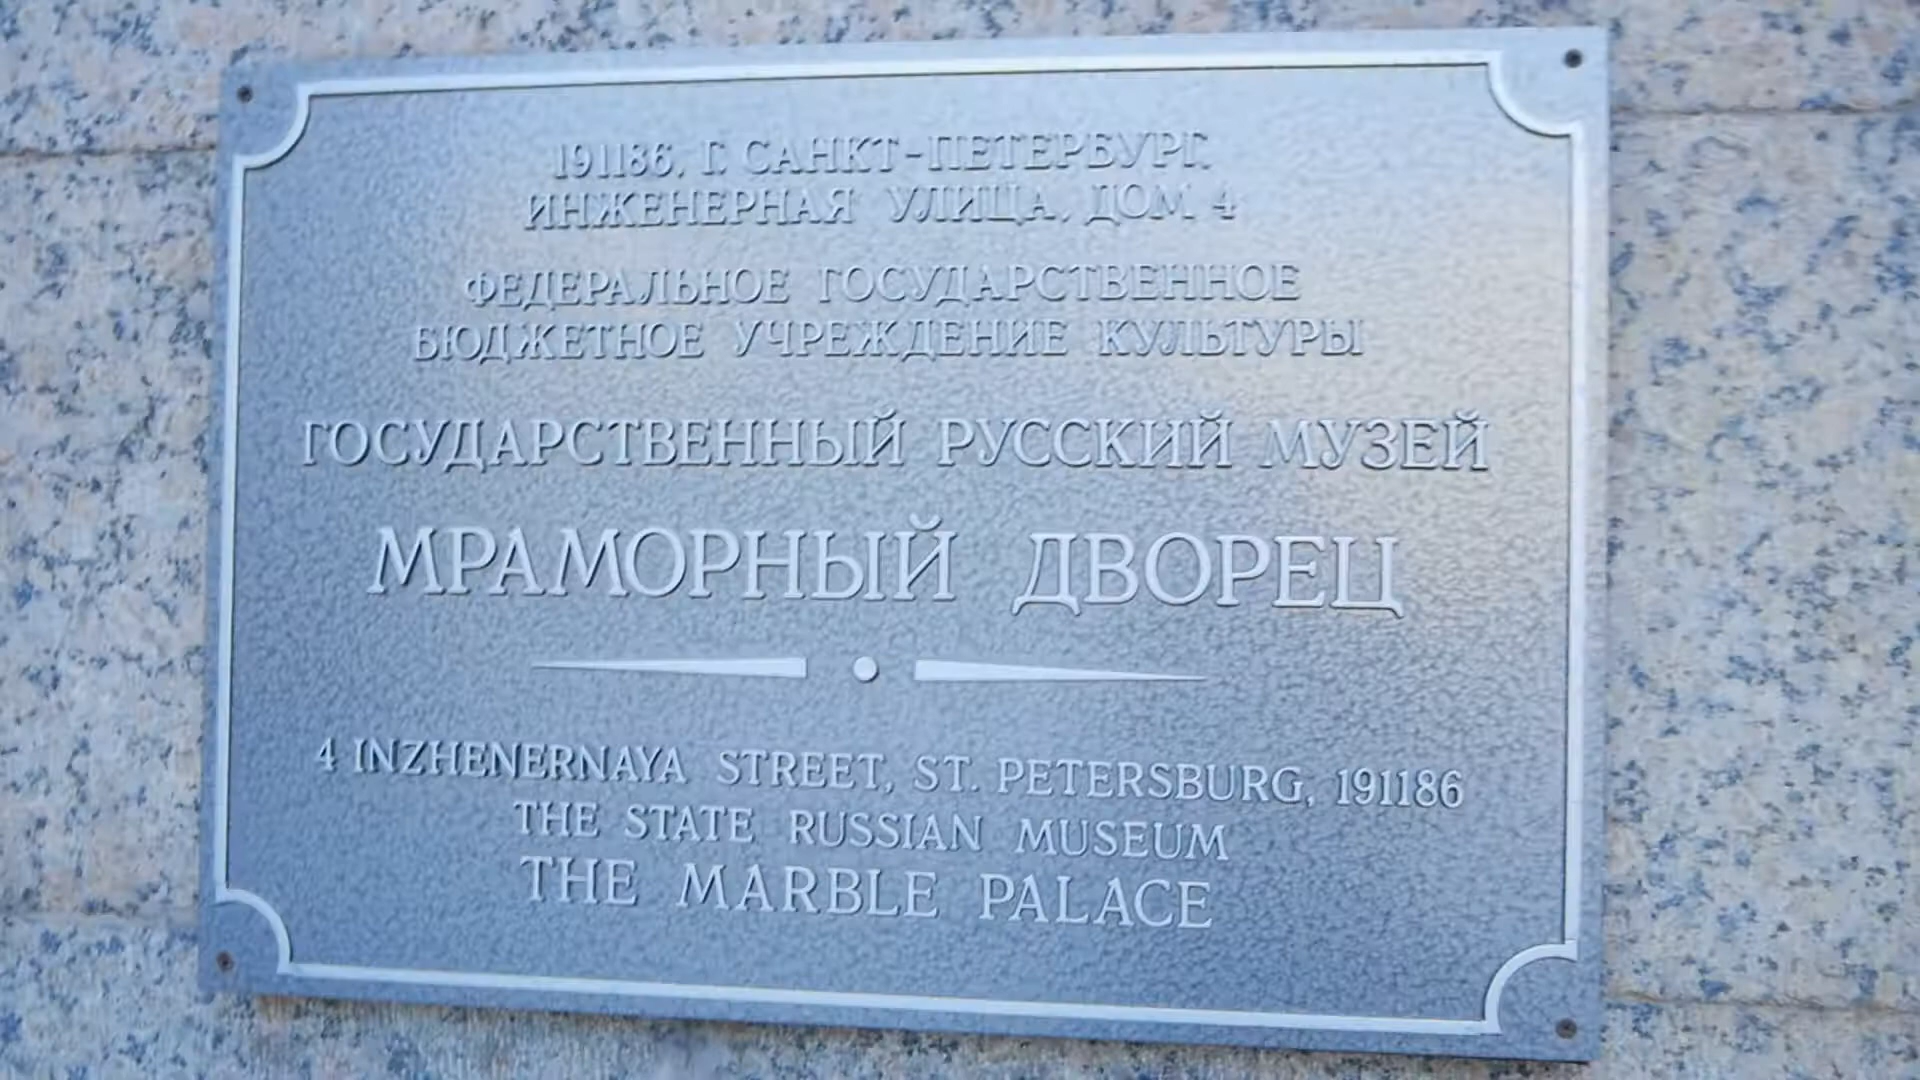 191186, Г. САНКТ-ПЕТЕРБУРГ,
ИНЖЕНЕРНАЯ УЛИЦА, ДОМ 4
ФЕДЕРАЛЬНОЕ ГОСУДАРСТВЕННОЕ
БЮДЖЕТНОЕ УЧРЕЖДЕНИЕ КУЛЬТУРЫ
ГОСУДАРСТВЕННЫЙ РУССКИЙ МУЗЕЙ
МРАМОРНЫЙ ДВОРЕЦ
4 INZHENERNAYA STREET, ST. PETERSBURG, 191186
THE STATE RUSSIAN MUSEUM
THE MARBLE PALACE